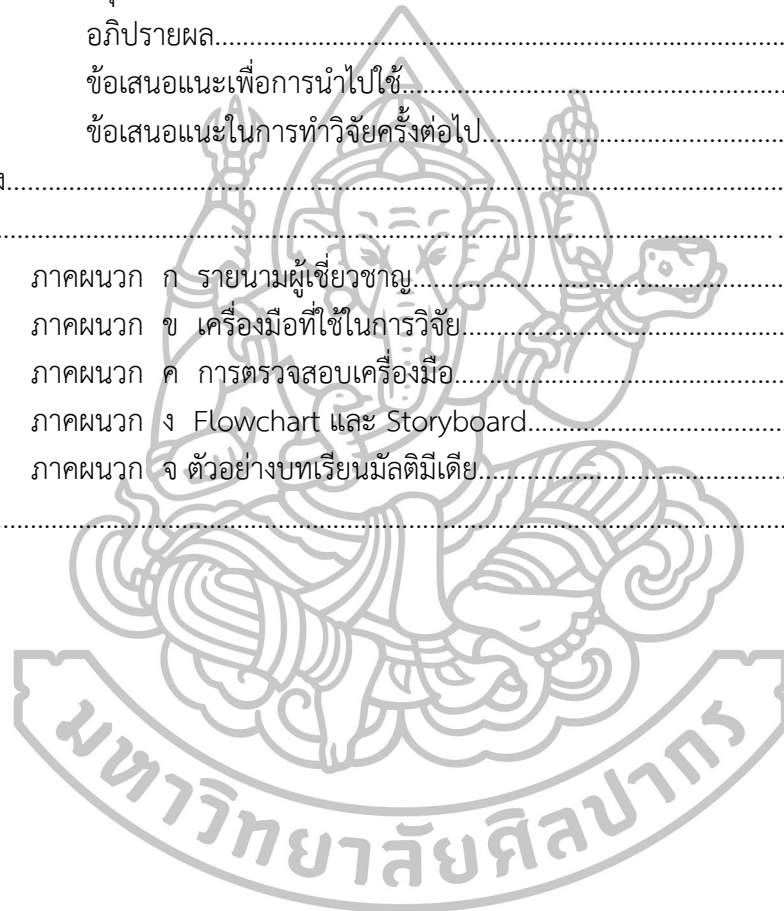 อภิปรายผล
ข้อเสนอแนะเพื่อการนำไปใช้
ข้อเสนอแนะในการทำวิจัยครั้งต่อไป
ภาคผนวก ก รายนามผู้เชี่ยวชาญ
ภาคผนวก ข เครื่องมือที่ใช้ในการวิจัย
ภาคผนวก ค การตรวจสอบเครื่องมือ
ภาคผนวก ง Flowchart และ Storyboard
ภาคผนวก จ ตัวอย่างบทเรียนมัลติมีเดีย
มหาวิทยาลัยศิลปากร